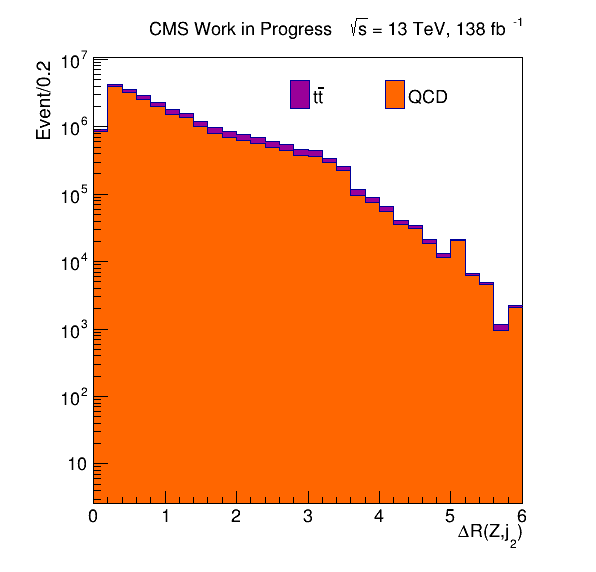 CMS Work in Progress √s = 13 TeV, 138 fb⁻¹
Event/0.2
tt̄ QCD
10⁷
10⁶
10⁵
10⁴
10³
10²
10
0 1 2 3 4 5 6
ΔR(Z,j₂)